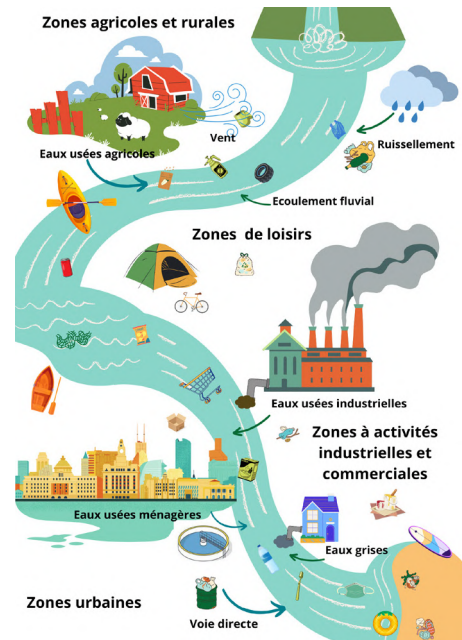 Zones agricoles et rurales
Vent
Ruissellement
Eaux usées agricoles
Ecoulement fluvial
Zones de loisirs
Eaux usées industrielles
Zones à activités
industrielles et
commerciales
Eaux usées ménagères
Eaux grises
Zones urbaines
Voie directe